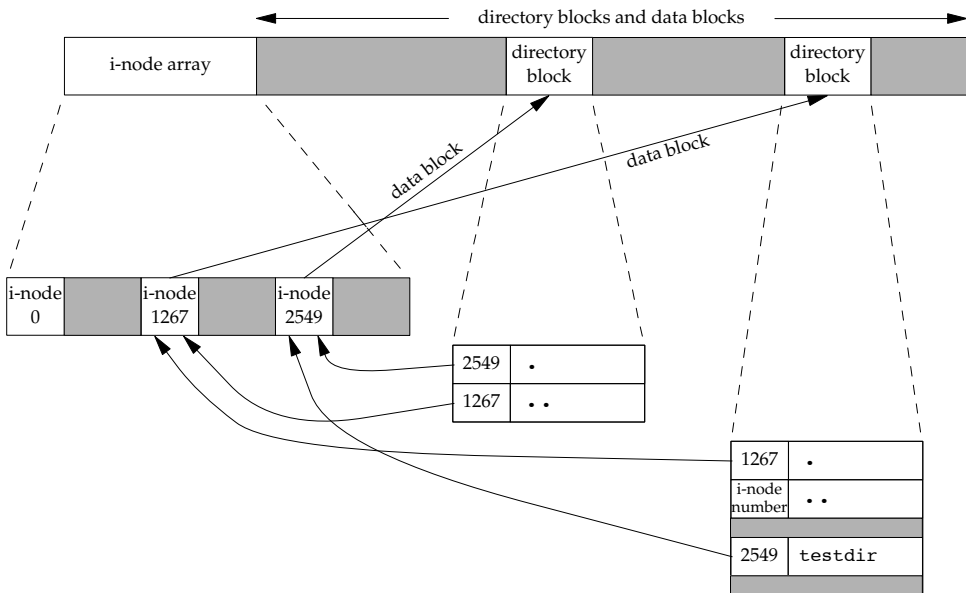 directory blocks and data blocks
i-node array
directory
block
directory
block
data block
data block
i-node
0
i-node
1267
i-node
2549
2549 .
1267 . .
1267 .
i-node
number . .
2549 testdir